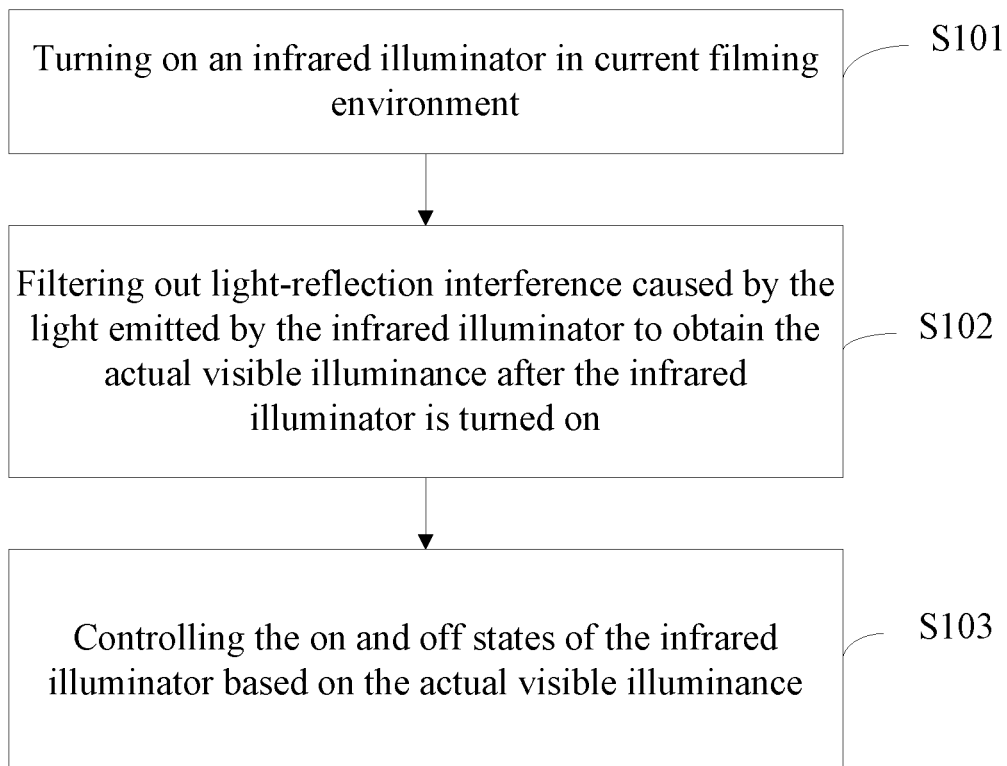 Turning on an infrared illuminator in current filming
environment
S101
Filtering out light-reflection interference caused by the
light emitted by the infrared illuminator to obtain the
actual visible illuminance after the infrared
illuminator is turned on
S102
Controlling the on and off states of the infrared
illuminator based on the actual visible illuminance
S103